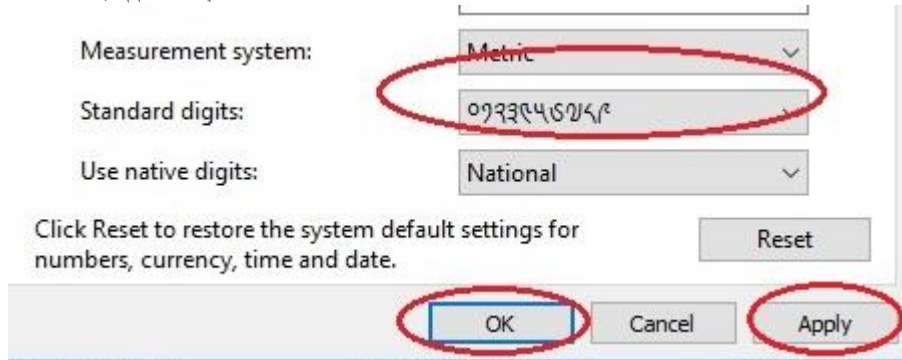 Measurement system:
Metric
Standard digits:
૦૧૨૩૪૫૬૭૮૯
Use native digits:
National
Click Reset to restore the system default settings for
numbers, currency, time and date.
Reset
OK
Cancel
Apply